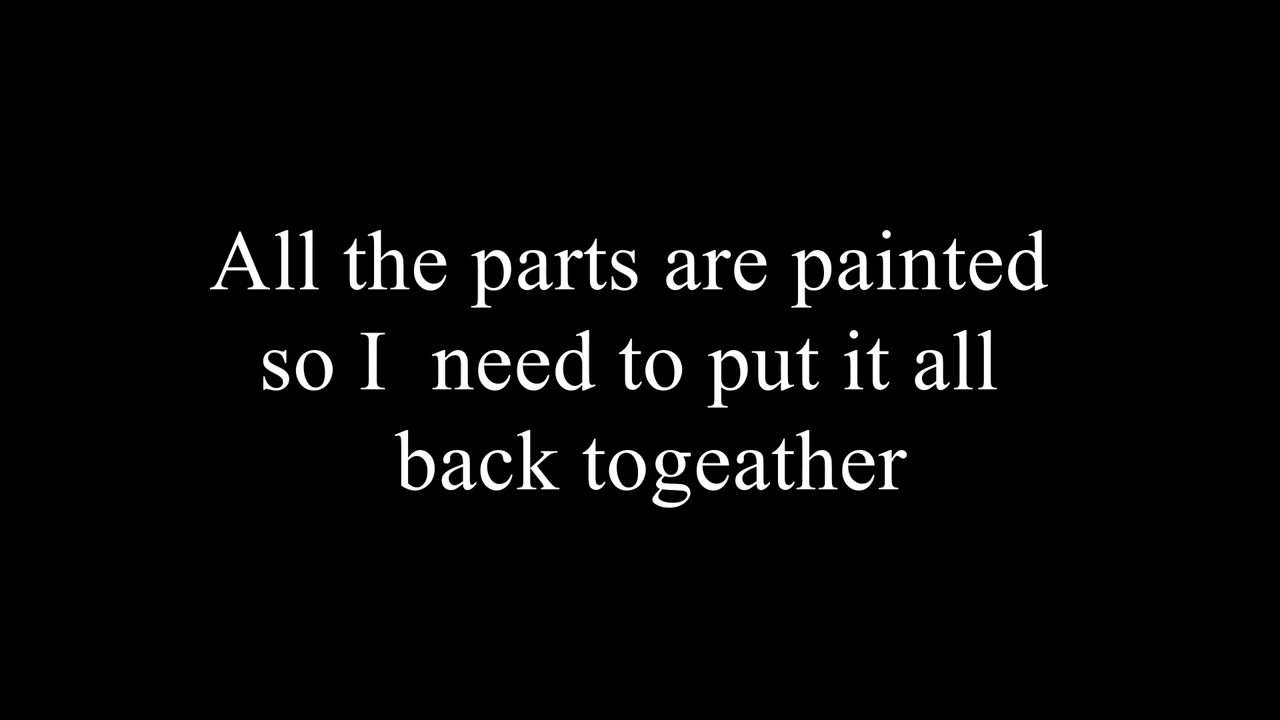 All the parts are painted
so I  need to put it all
back togeather